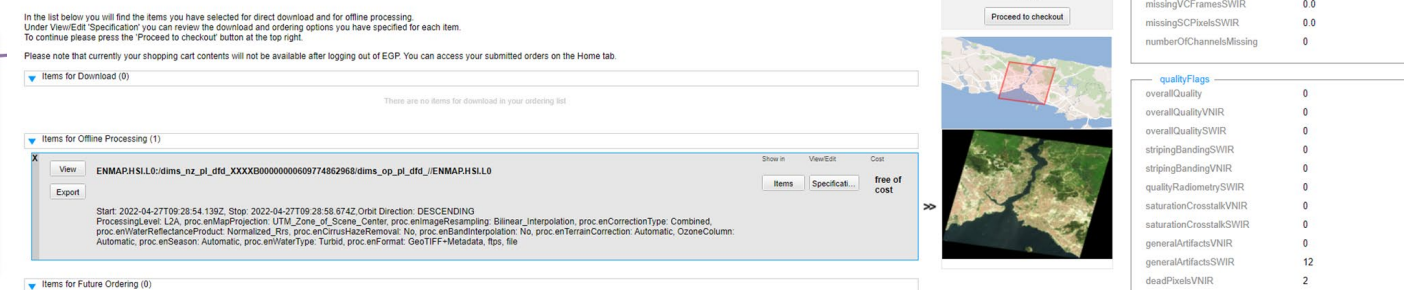 In the list below you will find the items you have selected for direct download and for offline processing.
Under View/Edit 'Specification' you can review the download and ordering options you have specified for each item.
To continue please press the 'Proceed to checkout' button at the top right.
Please note that currently your shopping cart contents will not be available after logging out of EGP. You can access your submitted orders on the Home tab.
Items for Download (0)
There are no items for download in your ordering list
Items for Offline Processing (1)
X
Show in View/Edit Cost
View
ENMAP.HSI.L0:/dims_nz_pl_dfd_XXXXB00000000609774862968/dims_op_pl_dfd_//ENMAP.HSI.L0
Items Specificati... free of cost
Export
Start: 2022-04-27T09:28:54.139Z, Stop: 2022-04-27T09:28:58.674Z,Orbit Direction: DESCENDING
ProcessingLevel: L2A, proc.enMapProjection: UTM_Zone_of_Scene_Center, proc.enImageResampling: Bilinear_Interpolation, proc.enCorrectionType: Combined,
proc.enWaterReflectanceProduct: Normalized_Rrs, proc.enCirrusHazeRemoval: No, proc.enBandInterpolation: No, proc.enTerrainCorrection: Automatic, OzoneColumn:
Automatic, proc.enSeason: Automatic, proc.enWaterType: Turbid, proc.enFormat: GeoTIFF+Metadata, ftps, file
Items for Future Ordering (0)
Proceed to checkout
>>
missingVCFramesSWIR 0.0
missingSCPixelsSWIR 0.0
numberOfChannelsMissing 0
qualityFlags
overallQuality 0
overallQualityVNIR 0
overallQualitySWIR 0
stripingBandingSWIR 0
stripingBandingVNIR 0
qualityRadiometrySWIR 0
saturationCrosstalkVNIR 0
saturationCrosstalkSWIR 0
generalArtifactsVNIR 0
generalArtifactsSWIR 12
deadPixelsVNIR 2